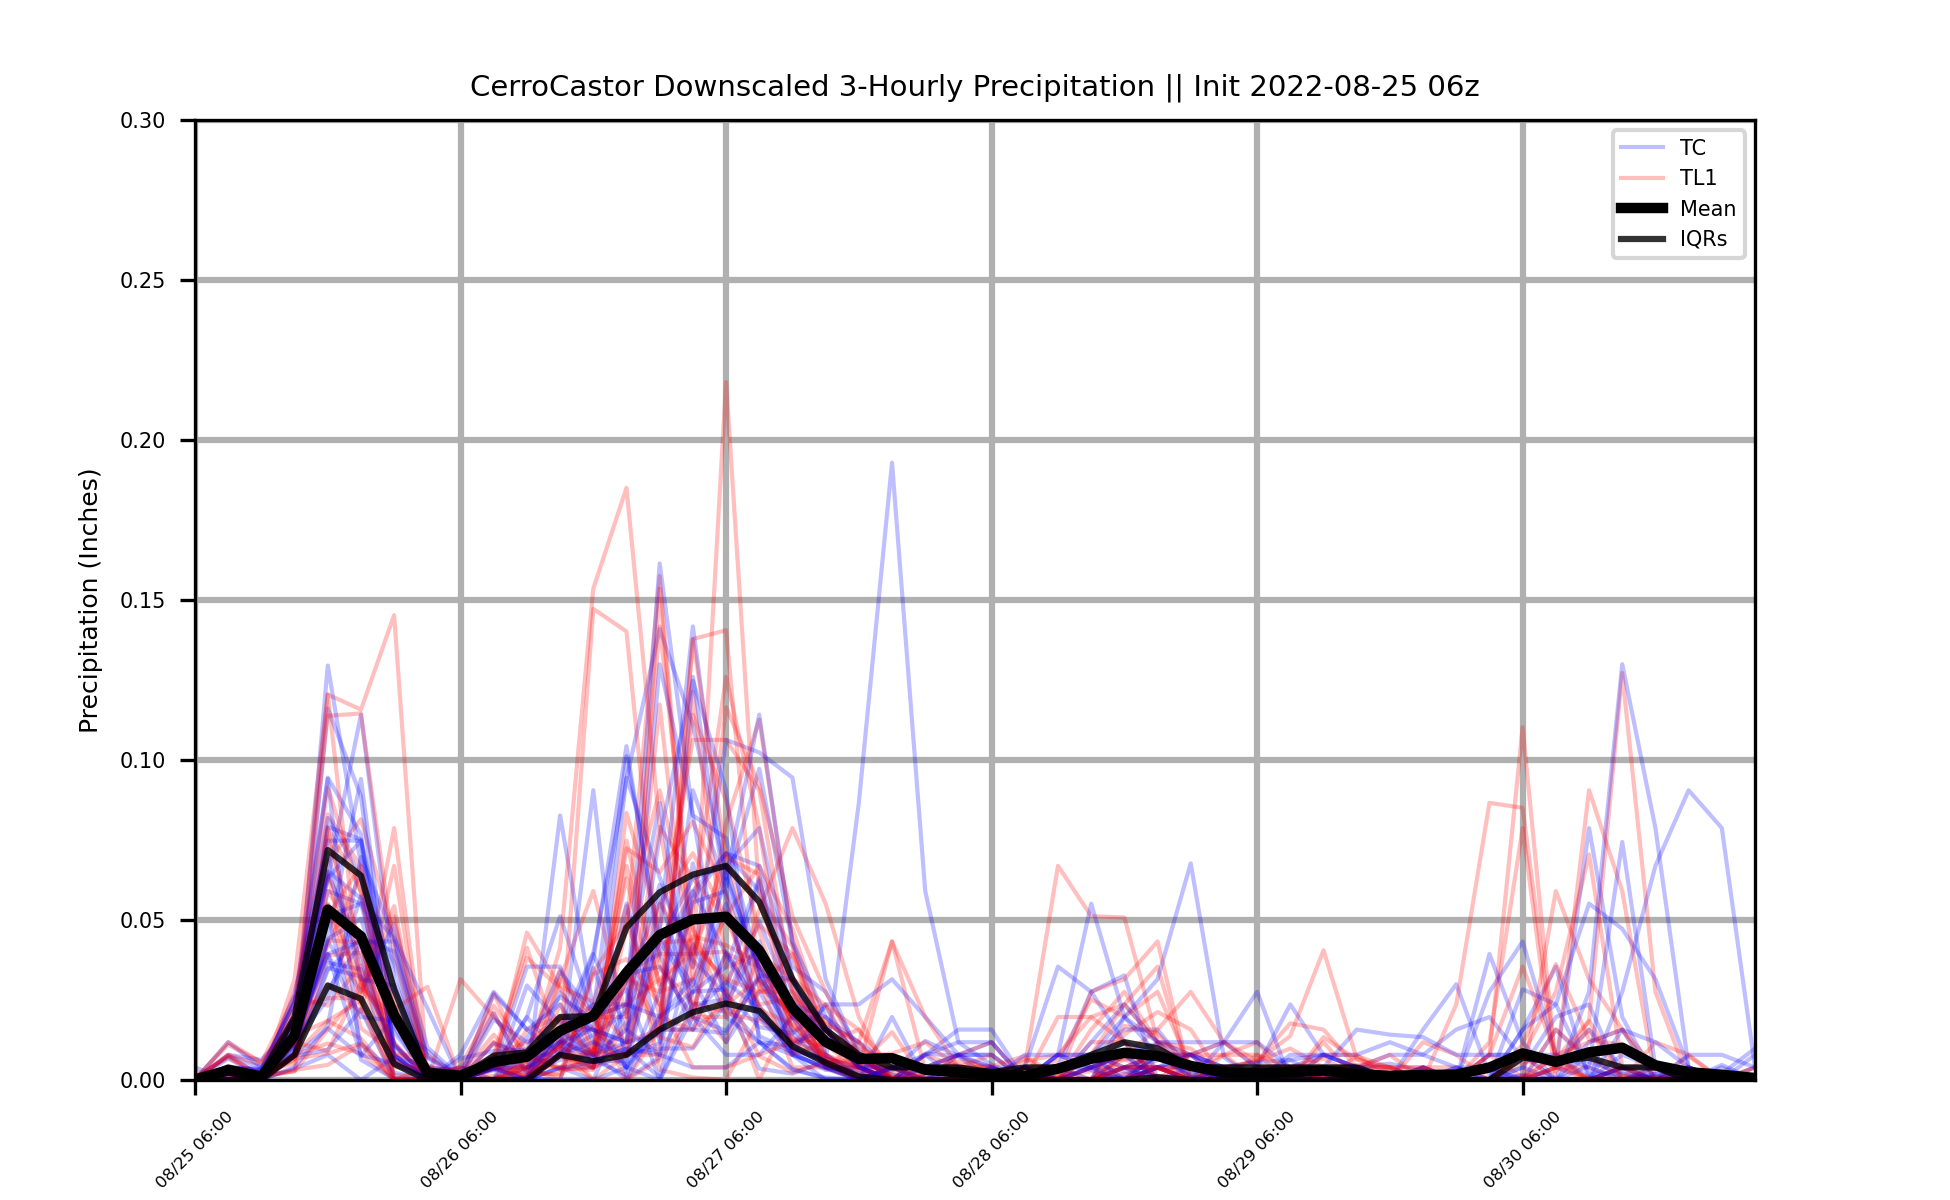 CerroCastor Downscaled 3-Hourly Precipitation || Init 2022-08-25 06z
Precipitation (Inches)
0.30
0.25
0.20
0.15
0.10
0.05
0.00
TC
TL1
Mean
IQRs
08/25 06:00
08/26 06:00
08/27 06:00
08/28 06:00
08/29 06:00
08/30 06:00